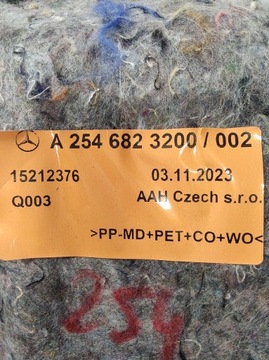 A 254 682 3200 / 002
15212376 03.11.2023
Q003 AAH Czech s.r.o.
>PP-MD+PET+CO+WO<
254